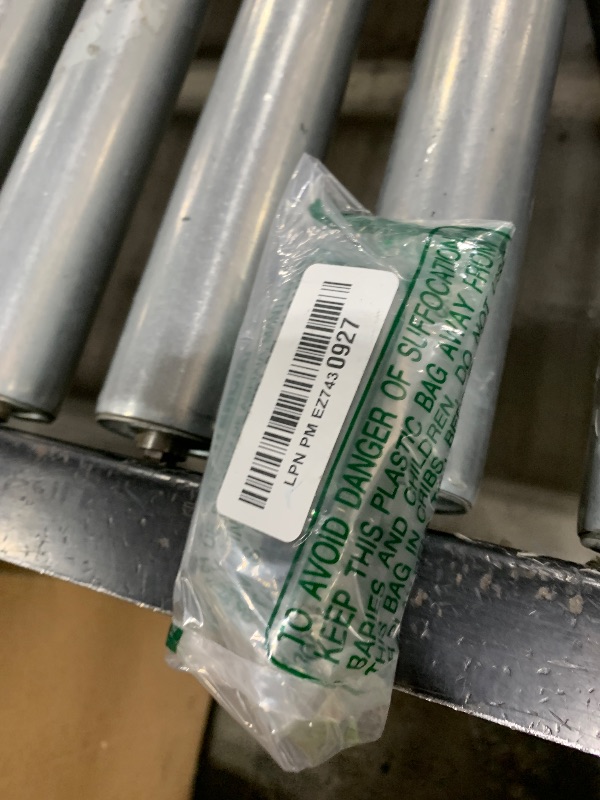 LPN PM EZ743 0927
TO AVOID DANGER OF SUFFOCATION
KEEP THIS PLASTIC BAG AWAY FROM
BABIES AND CHILDREN. DO NOT
THIS BAG IN CRIBS,